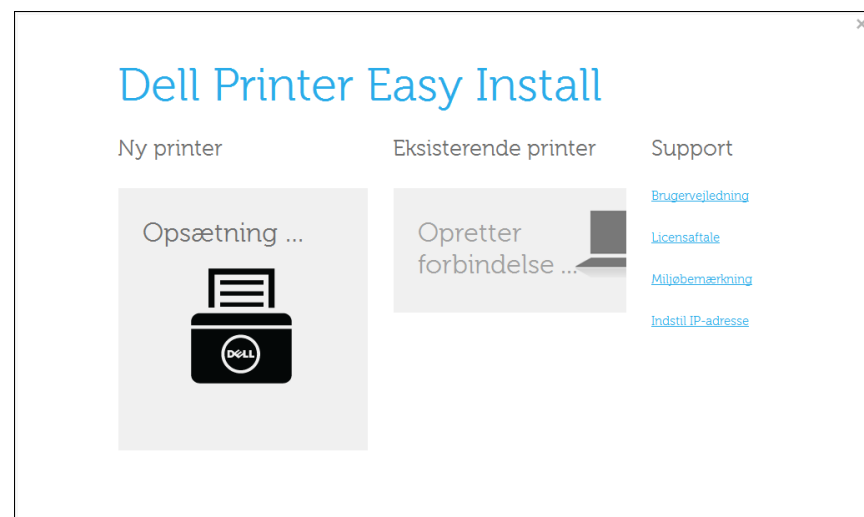 Dell Printer Easy Install
Ny printer
Opsætning ...
DELL
Eksisterende printer
Opretter
forbindelse ...
Support
Brugervejledning
Licensaftale
Miljøbemærkning
Indstil IP-adresse